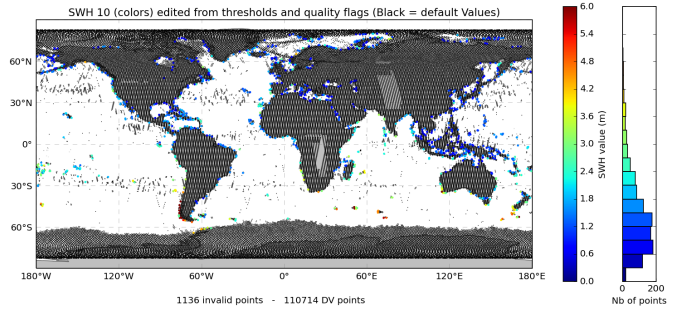 SWH 10 (colors) edited from thresholds and quality flags (Black = default Values)
60°N
30°N
0°
30°S
60°S
180°W 120°W 60°W 0° 60°E 120°E 180°E
6.0
5.4
4.8
4.2
3.6
3.0
2.4
1.8
1.2
0.6
0.0
SWH value (m)
0 200
Nb of points
1136 invalid points - 110714 DV points